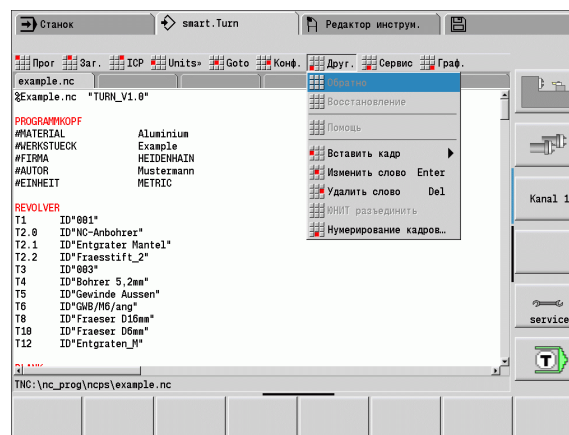 Станок
smart.Turn
Редактор инструм.
Прог Заг. ICP Units» Goto Конф. Друг. Сервис Граф.
example.nc
%Example.nc "TURN_V1.0"
PROGRAMMKOPF
#MATERIAL Aluminium
#WERKSTUECK Example
#FIRMA HEIDENHAIN
#AUTOR Mustermann
#EINHEIT METRIC
REVOLVER
T1 ID"001"
T2.0 ID"NC-Anbohrer"
T2.1 ID"Entgrater Mantel"
T2.2 ID"Fraesstift_2"
T3 ID"003"
T4 ID"Bohrer 5,2mm"
T5 ID"Gewinde Aussen"
T6 ID"GWB/M6/ang"
T8 ID"Fraeser D16mm"
T10 ID"Fraeser D6mm"
T12 ID"Entgraten_M"
Обратно
Восстановление
Помощь
Вставить кадр
Изменить слово Enter
Удалить слово Del
ЮНИТ разъединить
Нумерирование кадров…
TNC:\nc_prog\ncps\example.nc
Kanal 1
service
T